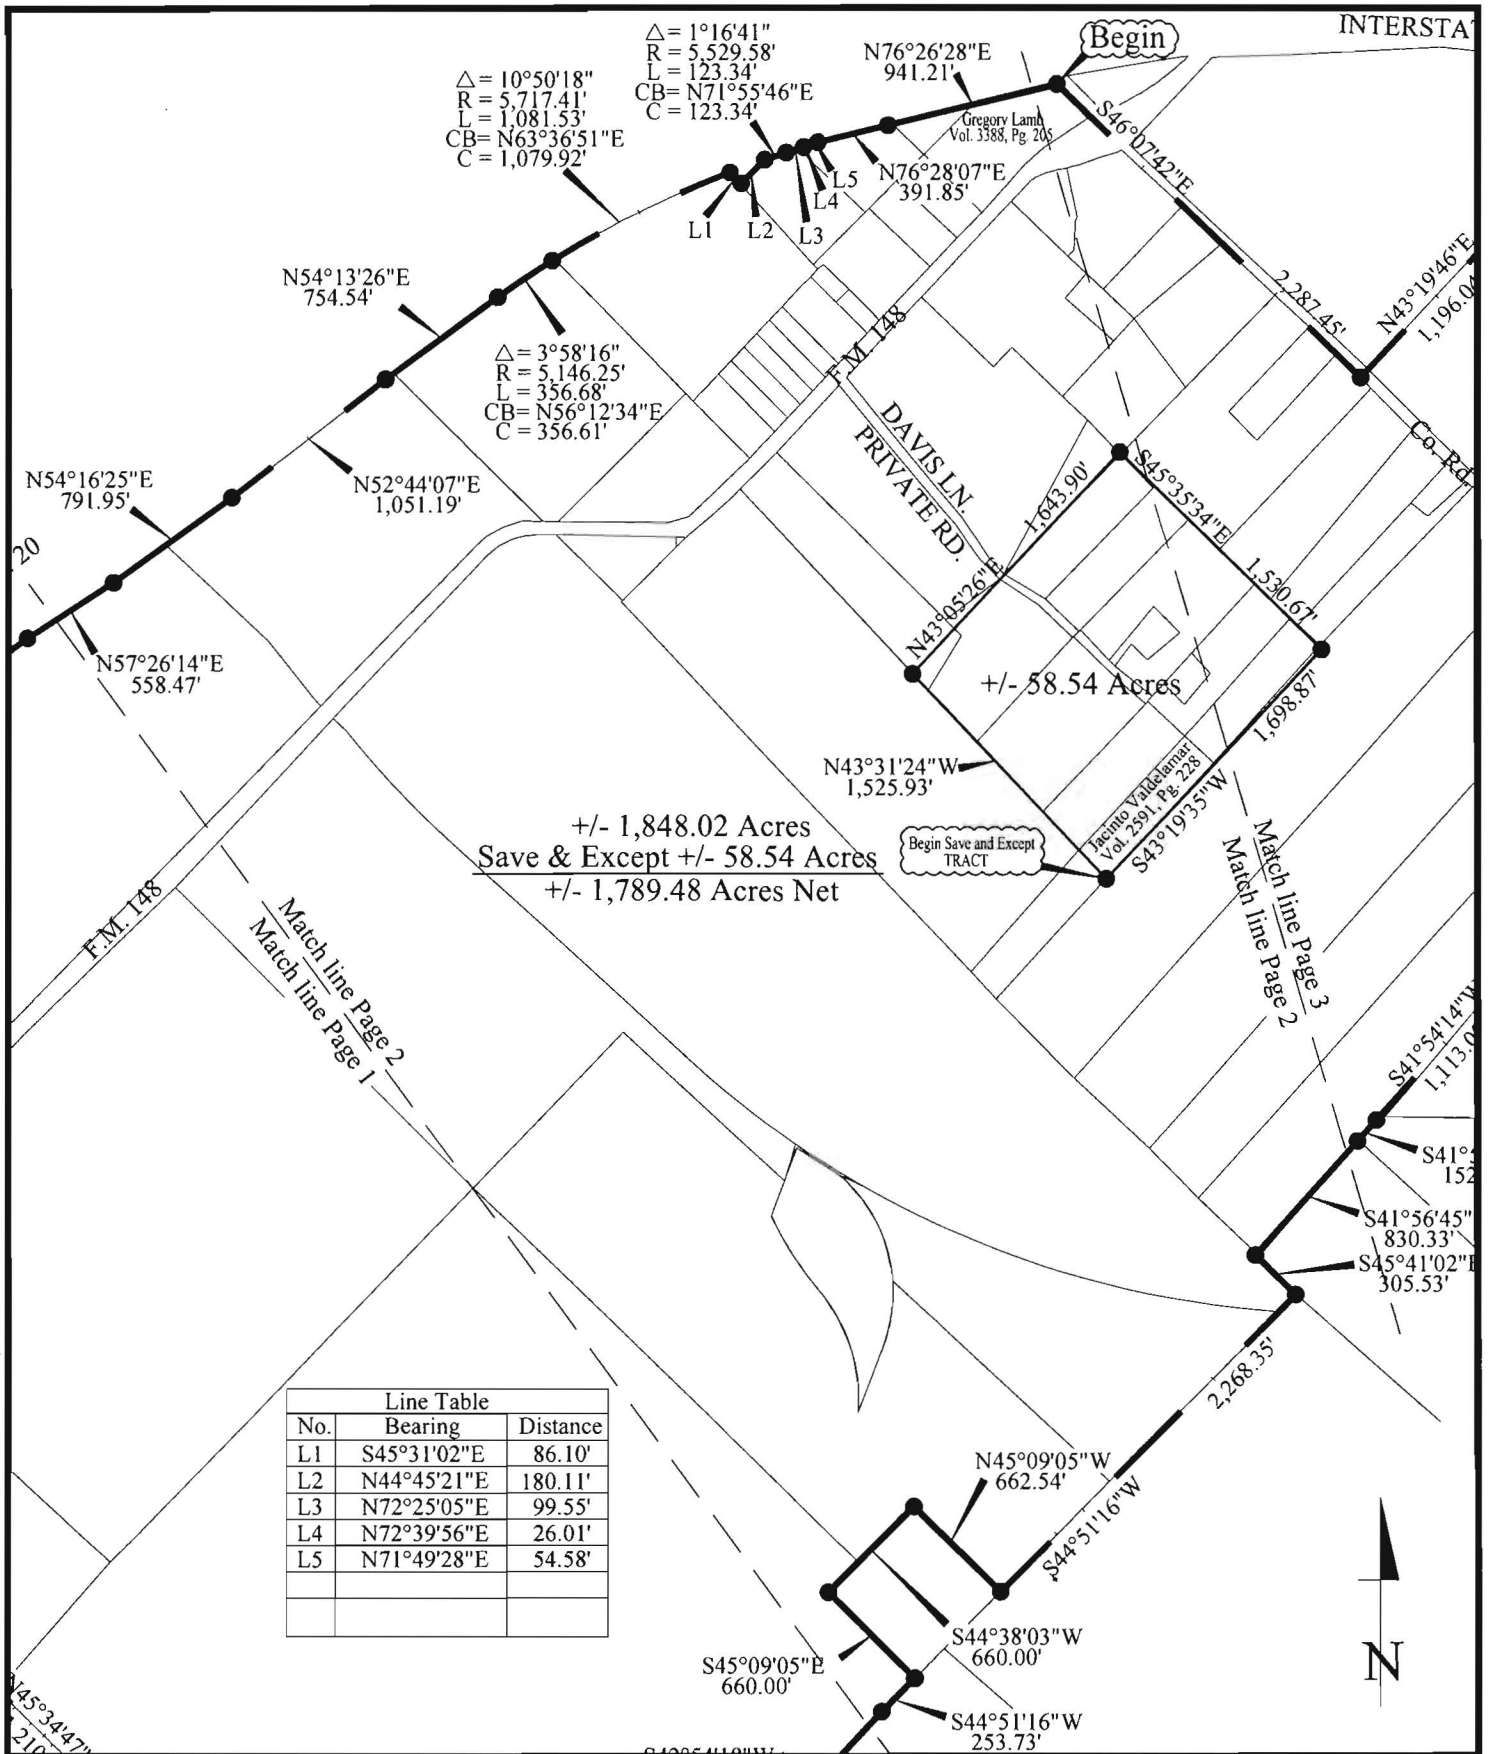 INTERSTA
Begin
△= 1°16'41"
R = 5,529.58'
L = 123.34'
CB= N71°55'46"E
C = 123.34'
N76°26'28"E
941.21'
△= 10°50'18"
R = 5,717.41'
L = 1,081.53'
CB= N63°36'51"E
C = 1,079.92'
Gregory Lamb
Vol. 3388, Pg. 205
S46°07'42"E
2,287.45'
N76°28'07"E
391.85'
L5
L4
L3
L2
L1
N43°19'46"E
1,196.04
N54°13'26"E
754.54'
△= 3°58'16"
R = 5,146.25'
L = 356.68'
CB= N56°12'34"E
C = 356.61'
F.M. 148
DAVIS LN.
PRIVATE RD.
Co. Rd.
N54°16'25"E
791.95'
N52°44'07"E
1,051.19'
20
N57°26'14"E
558.47'
N43°05'26"E
1,643.90'
S45°35'34"E
1,530.67'
+/- 58.54 Acres
1,698.87'
S43°19'35"W
N43°31'24"W
1,525.93'
Jacinto Valdelamar
Vol. 2591, Pg. 228
+/- 1,848.02 Acres
Save & Except +/- 58.54 Acres
+/- 1,789.48 Acres Net
Begin Save and Except
TRACT
F.M. 148
Match line Page 2
Match line Page 1
Match line Page 3
Match line Page 2
S41°54'14"W
1,113.0
S41°
152
S41°56'45"
830.33'
S45°41'02"E
305.53'
2,268.35'
S44°51'16"W
Line Table
No. Bearing Distance
L1 S45°31'02"E 86.10'
L2 N44°45'21"E 180.11'
L3 N72°25'05"E 99.55'
L4 N72°39'56"E 26.01'
L5 N71°49'28"E 54.58'
N45°09'05"W
662.54'
S44°38'03"W
660.00'
S45°09'05"E
660.00'
S44°51'16"W
253.73'
N
N45°34'47"
210